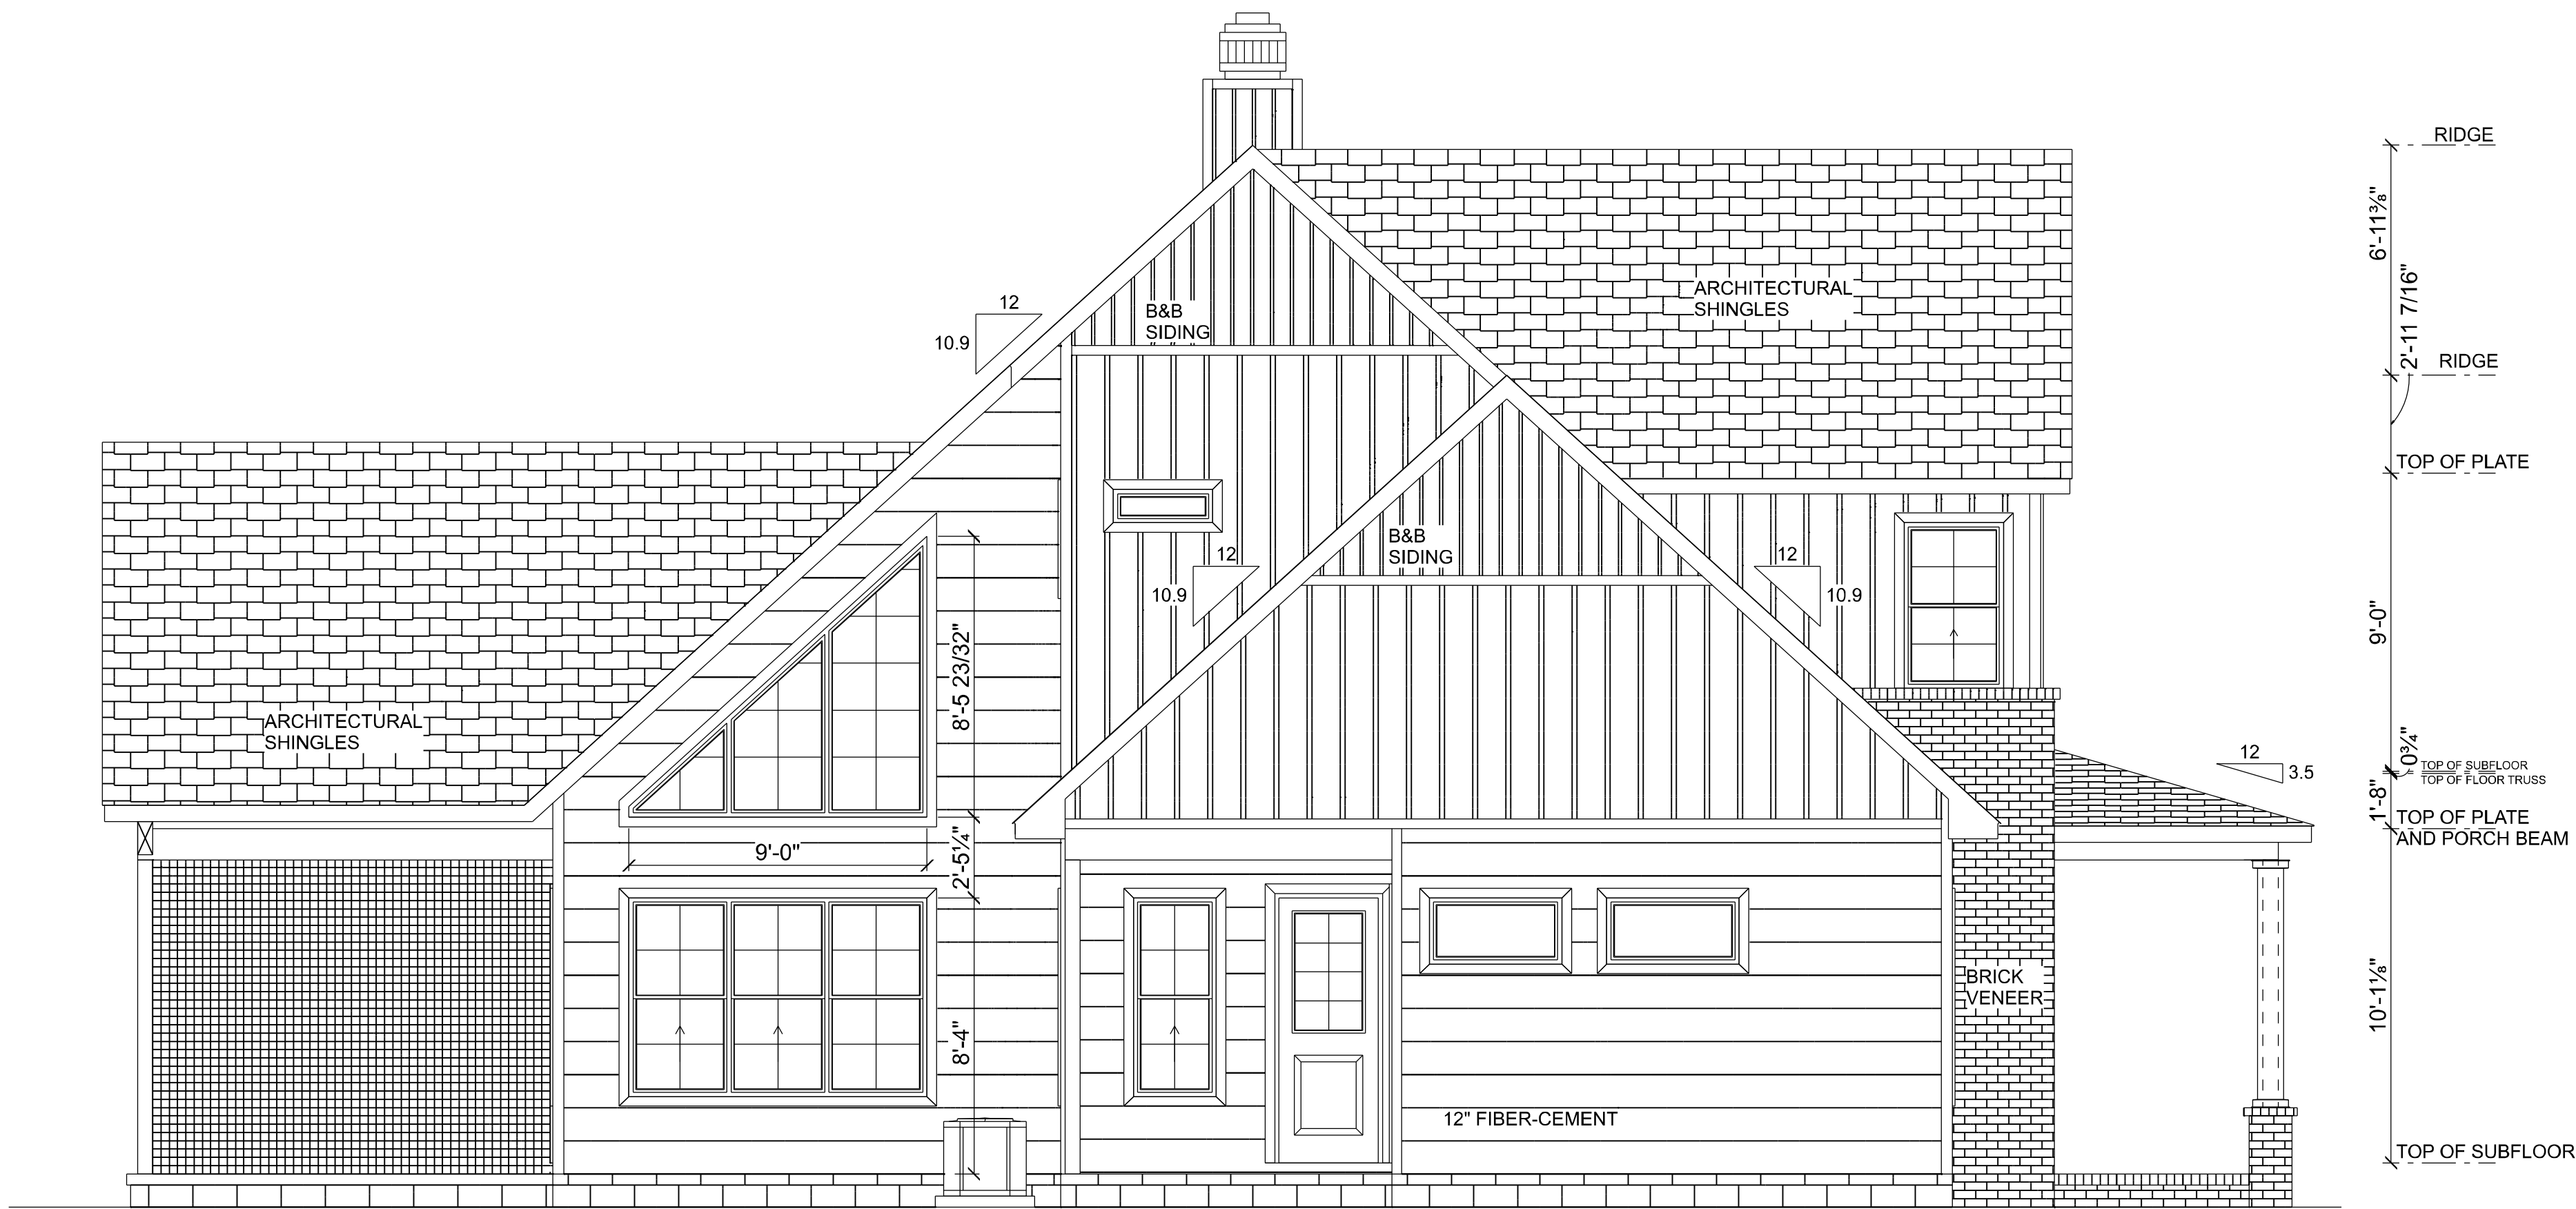 RIDGE
6'-11⅜"
ARCHITECTURAL
SHINGLES
12
10.9
B&B
SIDING
2'-11 7/16"
RIDGE
TOP OF PLATE
B&B
SIDING
12
10.9
12
10.9
8'-5 23/32"
9'-0"
ARCHITECTURAL
SHINGLES
12
3.5
0¾"
TOP OF SUBFLOOR
TOP OF FLOOR TRUSS
1'-8"
TOP OF PLATE
AND PORCH BEAM
9'-0"
2'-5¼"
BRICK
VENEER
10'-1⅛"
8'-4"
12" FIBER-CEMENT
TOP OF SUBFLOOR